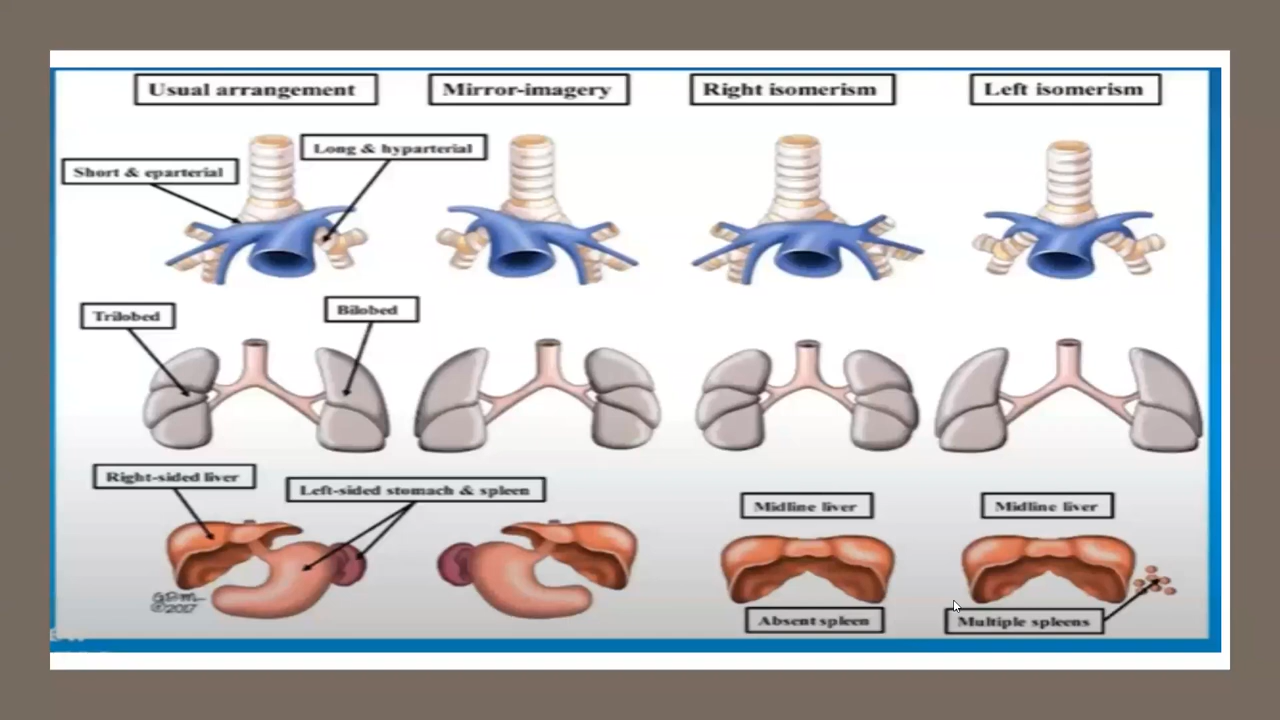 Usual arrangement
Mirror-imagery
Right isomerism
Left isomerism
Long & hyparterial
Short & eparterial
Trilobed
Bilobed
Right-sided liver
Left-sided stomach & spleen
Midline liver
Midline liver
©2017
Absent spleen
Multiple spleens